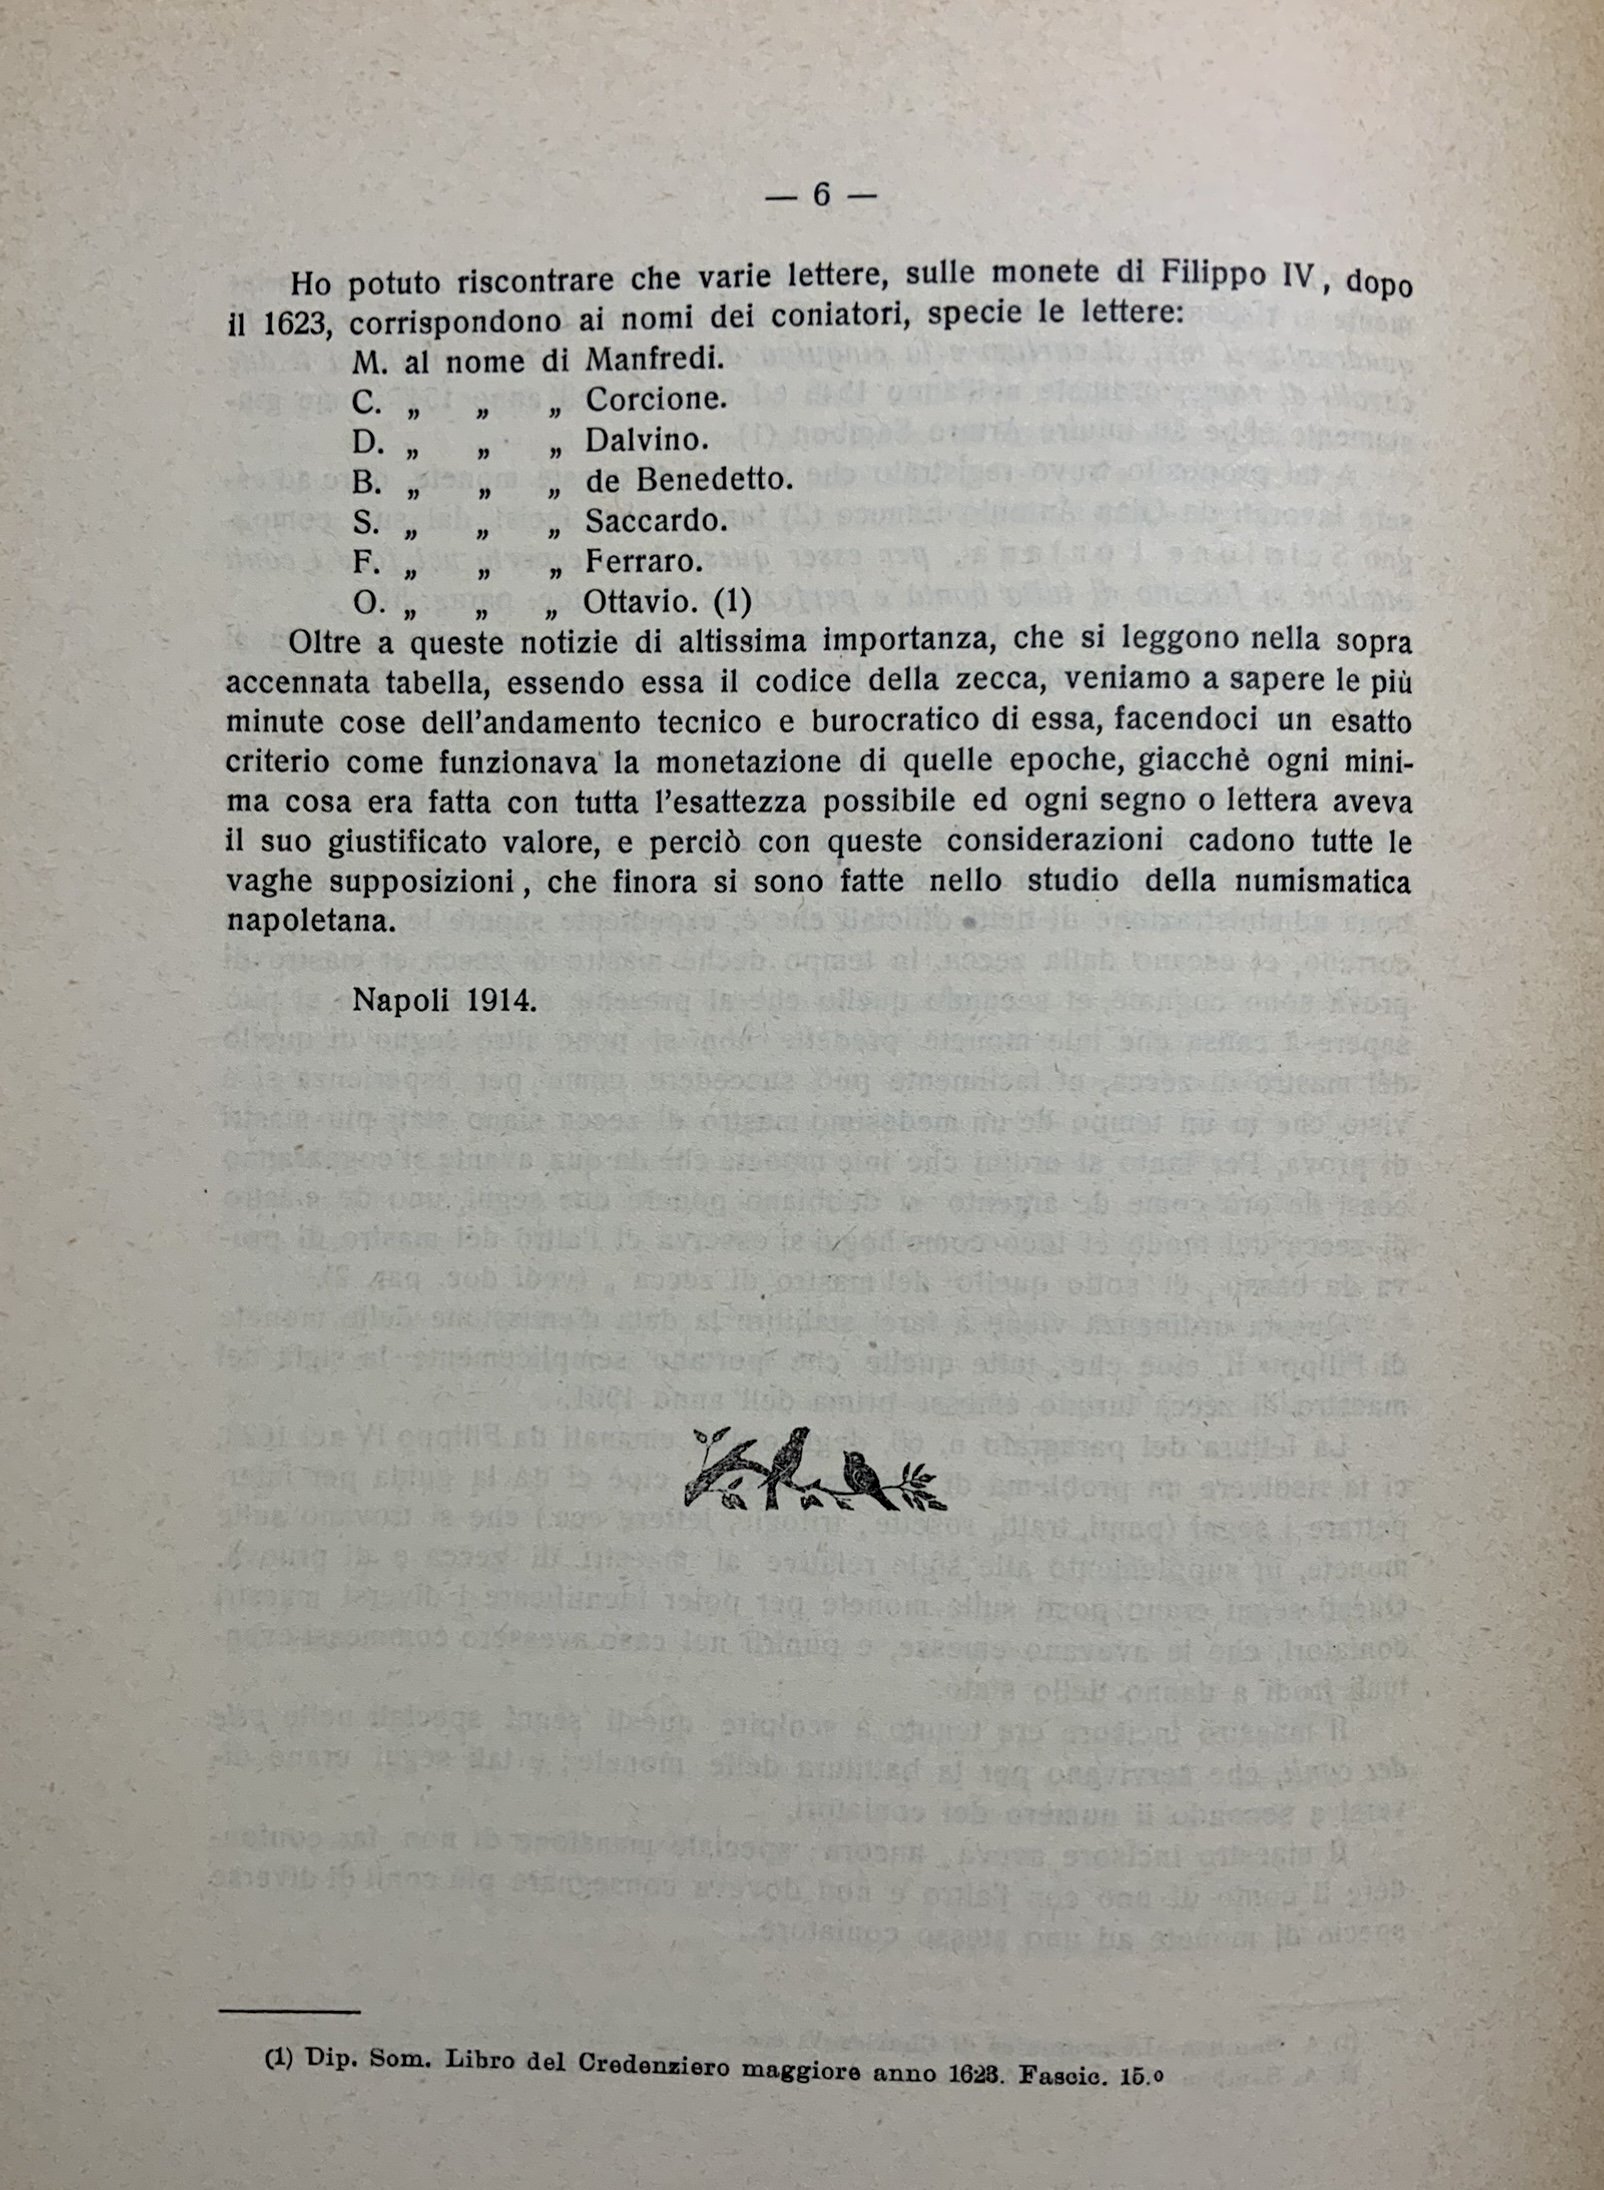 — 6 —
Ho potuto riscontrare che varie lettere, sulle monete di Filippo IV, dopo
il 1623, corrispondono ai nomi dei coniatori, specie le lettere:
M. al nome di Manfredi.
C. „ „ „ Corcione.
D. „ „ „ Dalvino.
B. „ „ „ de Benedetto.
S. „ „ „ Saccardo.
F. „ „ „ Ferraro.
O. „ „ „ Ottavio. (1)
Oltre a queste notizie di altissima importanza, che si leggono nella sopra
accennata tabella, essendo essa il codice della zecca, veniamo a sapere le più
minute cose dell'andamento tecnico e burocratico di essa, facendoci un esatto
criterio come funzionava la monetazione di quelle epoche, giacchè ogni mini-
ma cosa era fatta con tutta l'esattezza possibile ed ogni segno o lettera aveva
il suo giustificato valore, e perciò con queste considerazioni cadono tutte le
vaghe supposizioni, che finora si sono fatte nello studio della numismatica
napoletana.
Napoli 1914.
(1) Dip. Som. Libro del Credenziero maggiore anno 1623. Fascic. 15.º